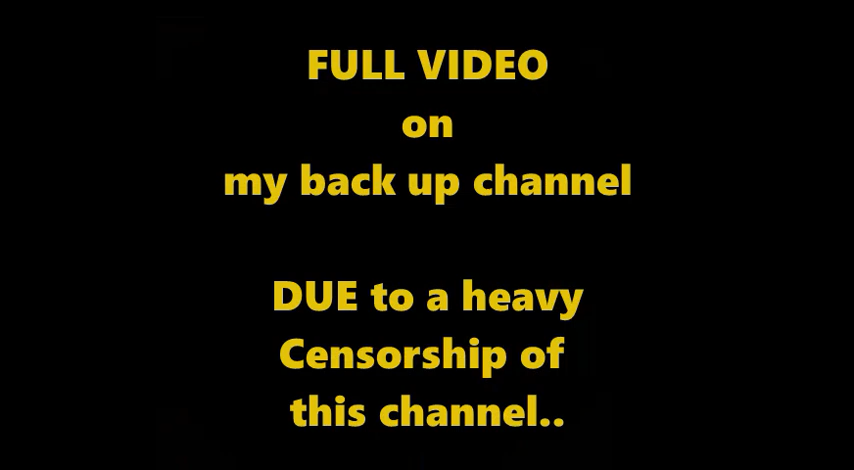 FULL VIDEO
on
my back up channel
DUE to a heavy
Censorship of
this channel..